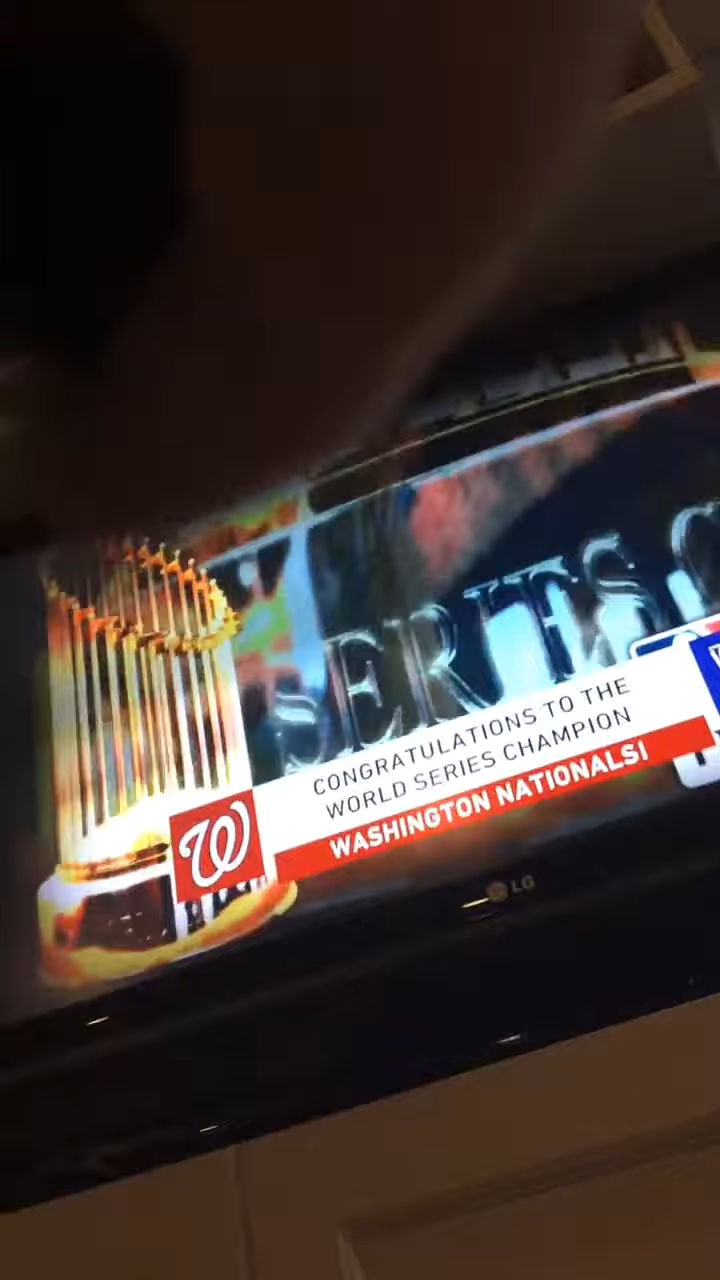 SERIES C
CONGRATULATIONS TO THE
WORLD SERIES CHAMPION
WASHINGTON NATIONALS!
W
LG